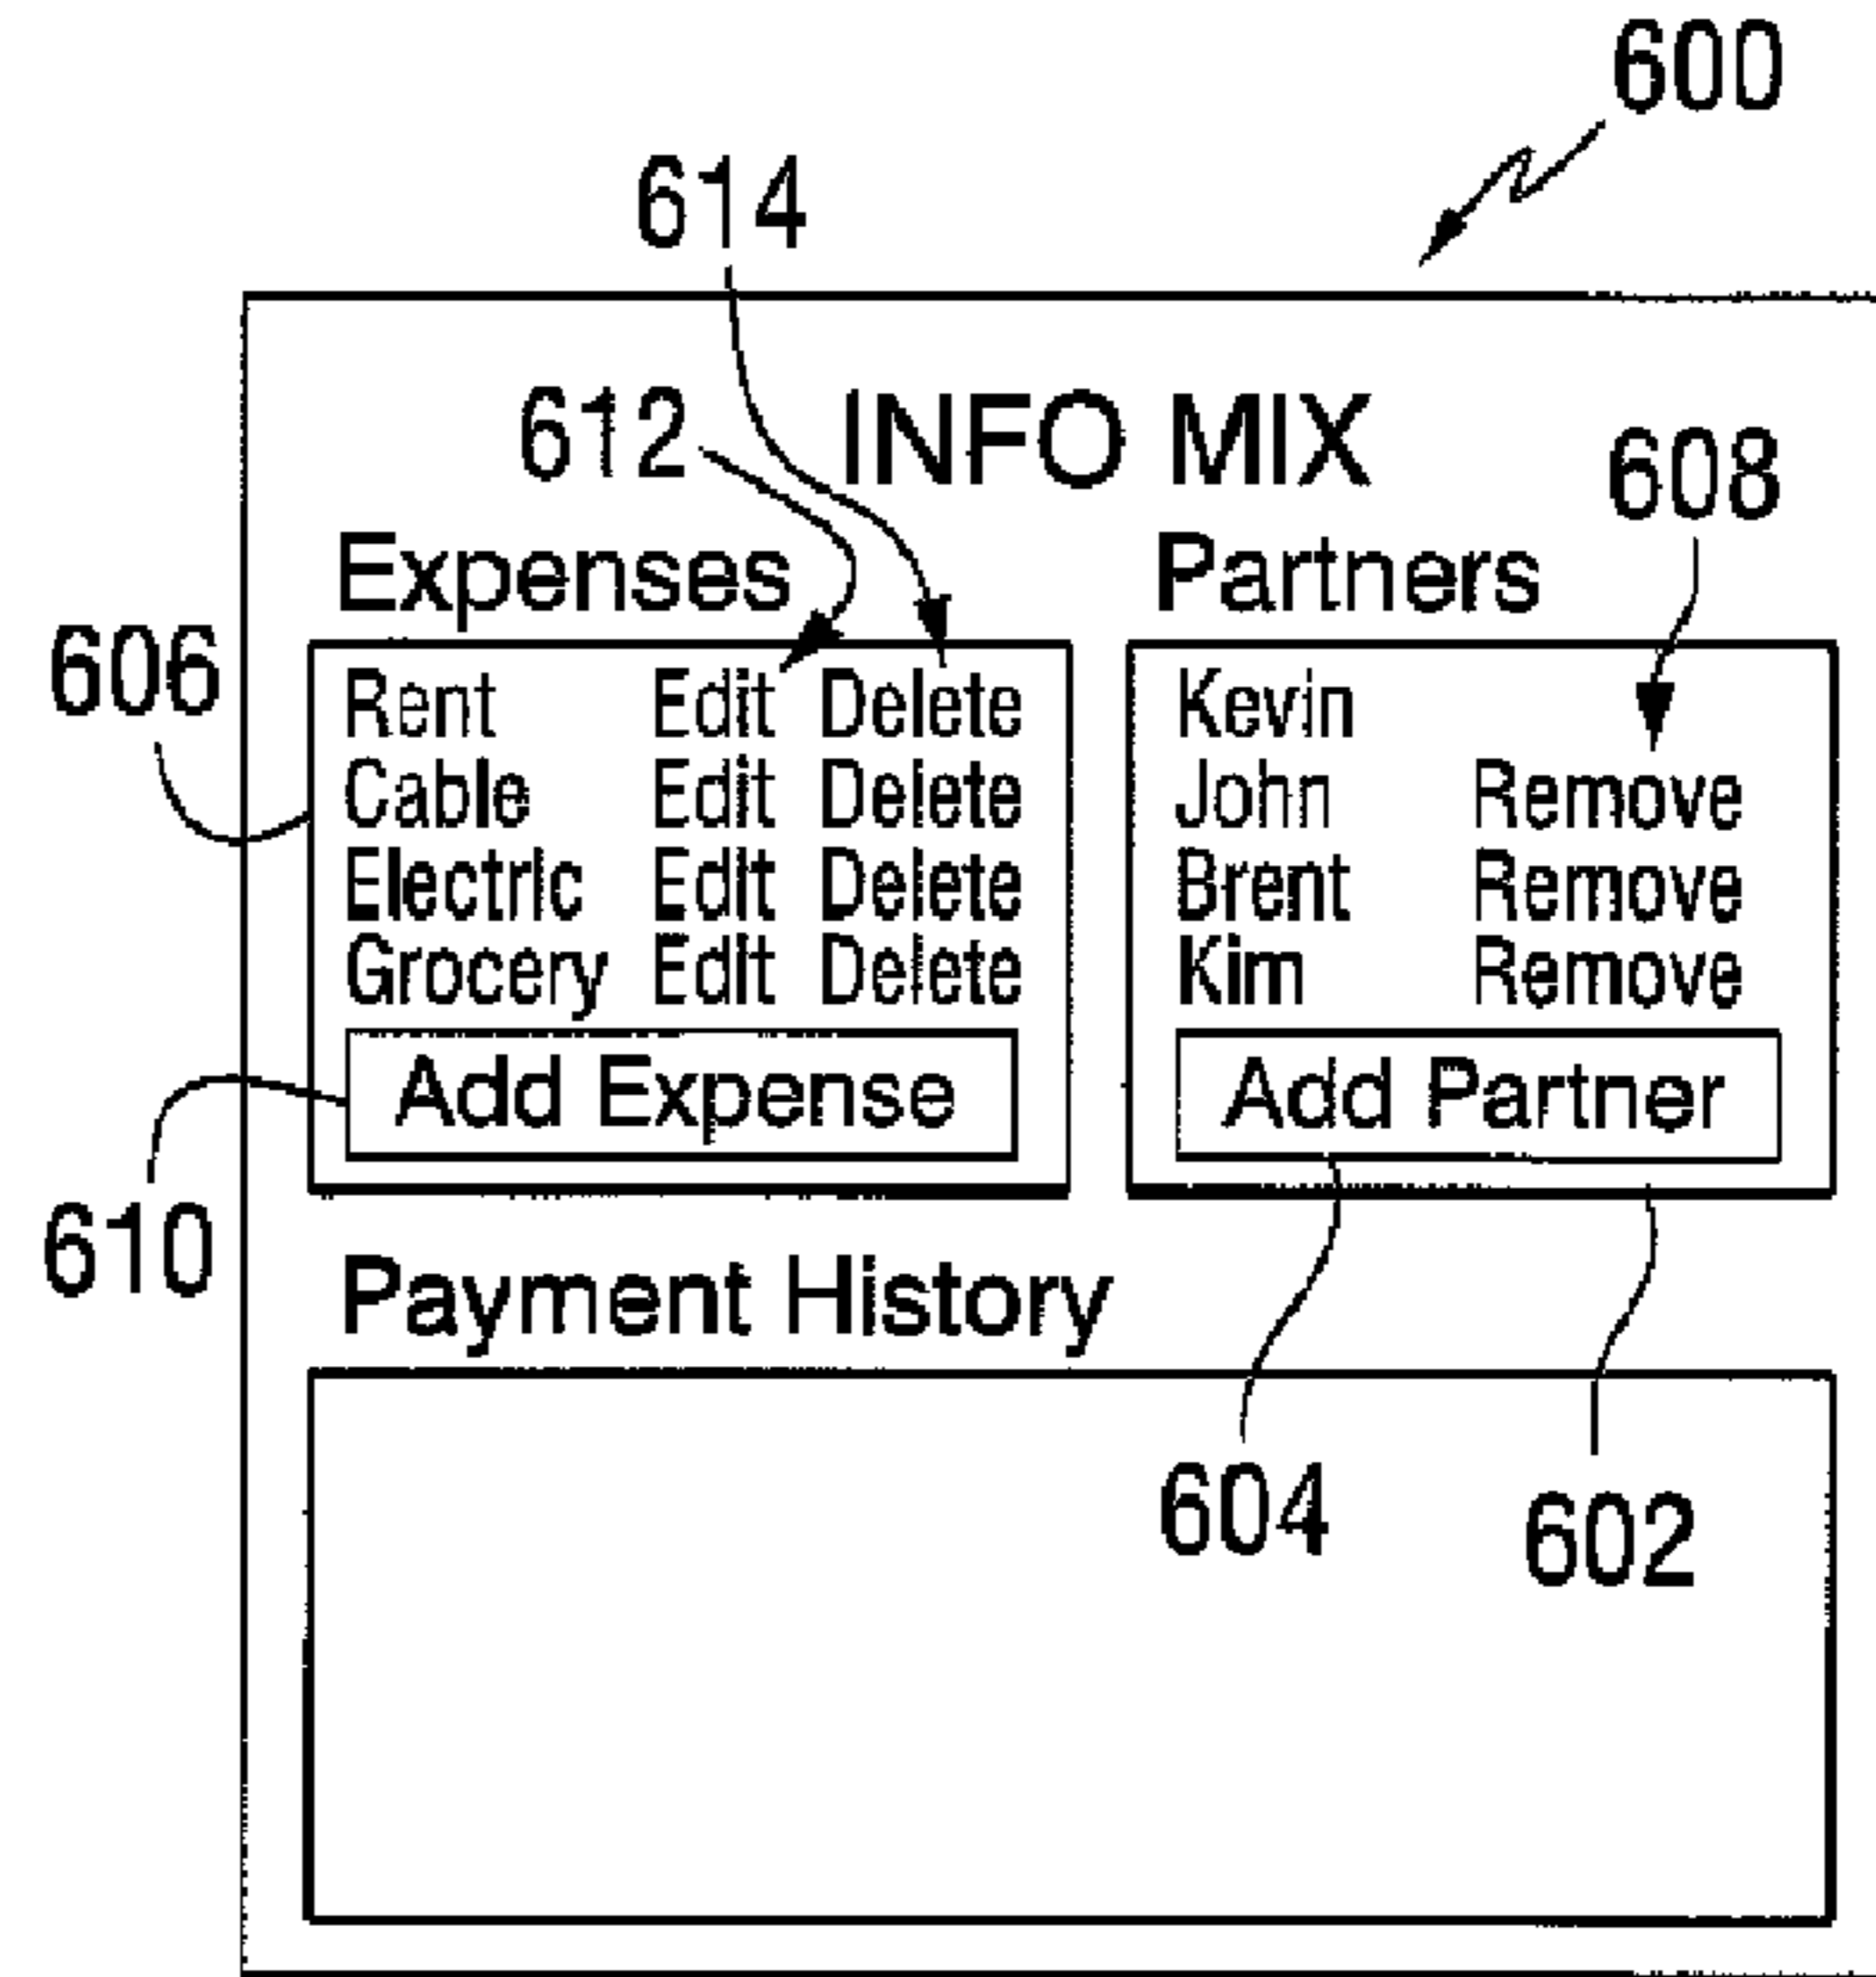 600
614
612 INFO MIX
608
Expenses Partners
606
Rent Edit Delete Kevin
Cable Edit Delete John Remove
Electric Edit Delete Brent Remove
Grocery Edit Delete Kim Remove
Add Expense Add Partner
610
Payment History
604
602